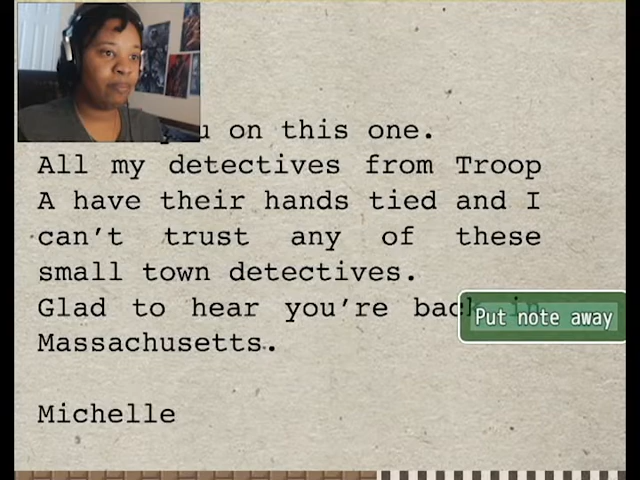 on this one.
All my detectives from Troop
A have their hands tied and I
can't trust any of these
small town detectives.
Glad to hear you're back in
Massachusetts.
Put note away
Michelle